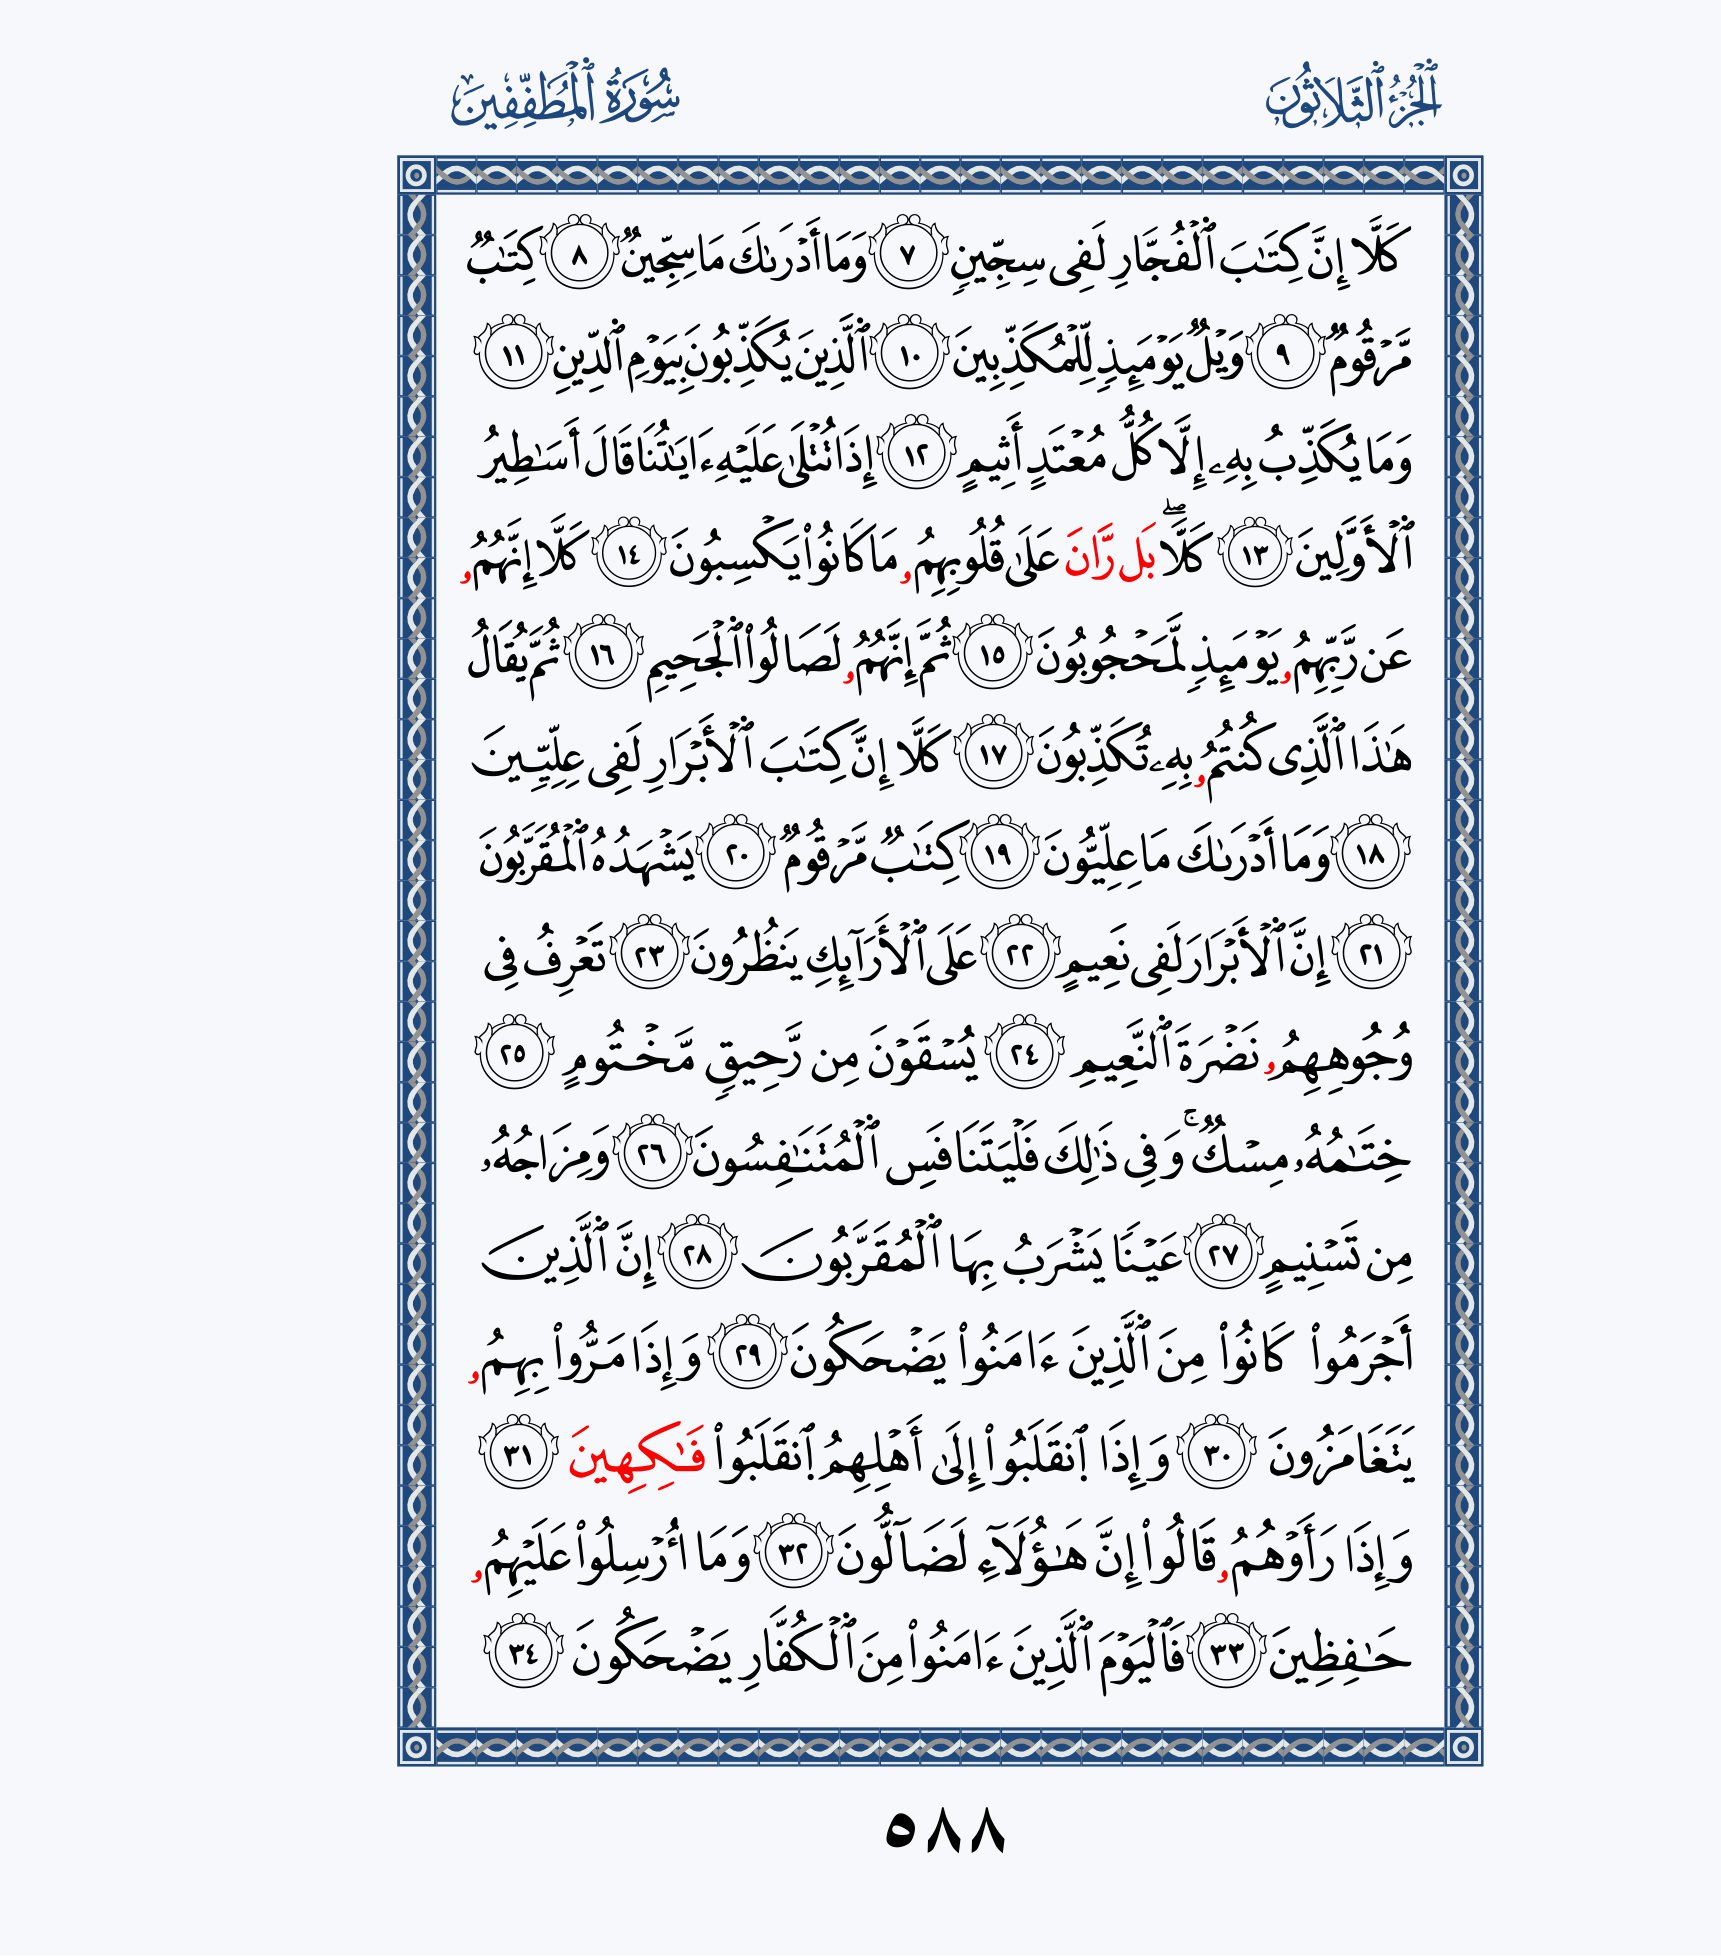 ٱلْجُزْءُ ٱلثَّلَاثُونَ
سُورَةُ ٱلْمُطَفِّفِينَ
كَلَّا إِنَّ كِتَٰبَ ٱلْفُجَّارِ لَفِى سِجِّينٍ ٧ وَمَا أَدْرَىٰكَ مَا سِجِّينٌ ٨ كِتَٰبٌ
مَّرْقُومٌ ٩ وَيْلٌ يَوْمَئِذٍ لِّلْمُكَذِّبِينَ ١٠ ٱلَّذِينَ يُكَذِّبُونَ بِيَوْمِ ٱلدِّينِ ١١
وَمَا يُكَذِّبُ بِهِۦ إِلَّا كُلُّ مُعْتَدٍ أَثِيمٍ ١٢ إِذَا تُتْلَىٰ عَلَيْهِ ءَايَٰتُنَا قَالَ أَسَٰطِيرُ
ٱلْأَوَّلِينَ ١٣ كَلَّاۖ بَل رَّانَ عَلَىٰ قُلُوبِهِمُۥ مَا كَانُوا۟ يَكْسِبُونَ ١٤ كَلَّا إِنَّهُمُۥ
عَن رَّبِّهِمُۥ يَوْمَئِذٍ لَّمَحْجُوبُونَ ١٥ ثُمَّ إِنَّهُمُۥ لَصَالُوا۟ ٱلْجَحِيمِ ١٦ ثُمَّ يُقَالُ
هَٰذَا ٱلَّذِى كُنتُمُۥ بِهِۦ تُكَذِّبُونَ ١٧ كَلَّا إِنَّ كِتَٰبَ ٱلْأَبْرَارِ لَفِى عِلِّيِّينَ
١٨ وَمَا أَدْرَىٰكَ مَا عِلِّيُّونَ ١٩ كِتَٰبٌ مَّرْقُومٌ ٢٠ يَشْهَدُهُ ٱلْمُقَرَّبُونَ
٢١ إِنَّ ٱلْأَبْرَارَ لَفِى نَعِيمٍ ٢٢ عَلَى ٱلْأَرَآئِكِ يَنظُرُونَ ٢٣ تَعْرِفُ فِى
وُجُوهِهِمُۥ نَضْرَةَ ٱلنَّعِيمِ ٢٤ يُسْقَوْنَ مِن رَّحِيقٍ مَّخْتُومٍ ٢٥
خِتَٰمُهُۥ مِسْكٌۚ وَفِى ذَٰلِكَ فَلْيَتَنَافَسِ ٱلْمُتَنَٰفِسُونَ ٢٦ وَمِزَاجُهُۥ
مِن تَسْنِيمٍ ٢٧ عَيْنًا يَشْرَبُ بِهَا ٱلْمُقَرَّبُونَ ٢٨ إِنَّ ٱلَّذِينَ
أَجْرَمُوا۟ كَانُوا۟ مِنَ ٱلَّذِينَ ءَامَنُوا۟ يَضْحَكُونَ ٢٩ وَإِذَا مَرُّوا۟ بِهِمُۥ
يَتَغَامَزُونَ ٣٠ وَإِذَا ٱنقَلَبُوا۟ إِلَىٰ أَهْلِهِمُ ٱنقَلَبُوا۟ فَٰكِهِينَ ٣١
وَإِذَا رَأَوْهُمُۥ قَالُوا۟ إِنَّ هَٰؤُلَآءِ لَضَآلُّونَ ٣٢ وَمَا أُرْسِلُوا۟ عَلَيْهِمُۥ
حَٰفِظِينَ ٣٣ فَٱلْيَوْمَ ٱلَّذِينَ ءَامَنُوا۟ مِنَ ٱلْكُفَّارِ يَضْحَكُونَ ٣٤
٥٨٨